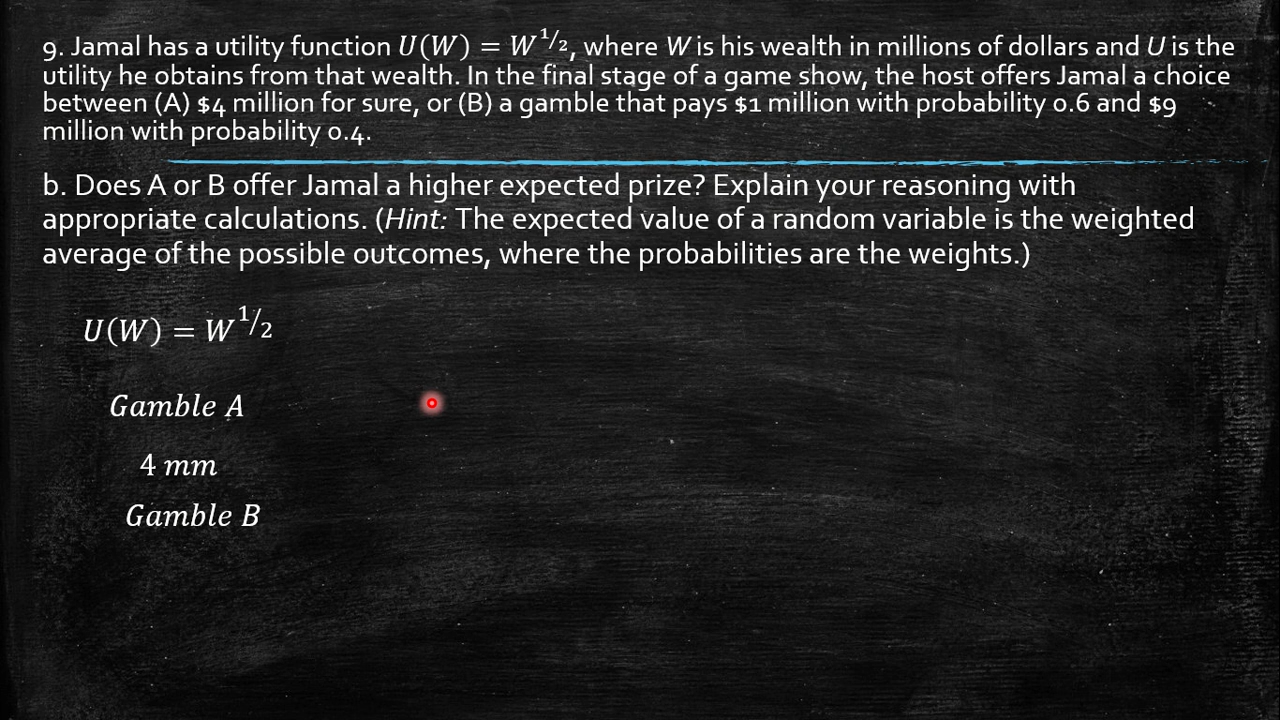 9. Jamal has a utility function U(W) = W^1/2, where W is his wealth in millions of dollars and U is the
utility he obtains from that wealth. In the final stage of a game show, the host offers Jamal a choice
between (A) $4 million for sure, or (B) a gamble that pays $1 million with probability 0.6 and $9
million with probability 0.4.
b. Does A or B offer Jamal a higher expected prize? Explain your reasoning with
appropriate calculations. (Hint: The expected value of a random variable is the weighted
average of the possible outcomes, where the probabilities are the weights.)
U(W) = W^1/2
Gamble A
4 mm
Gamble B